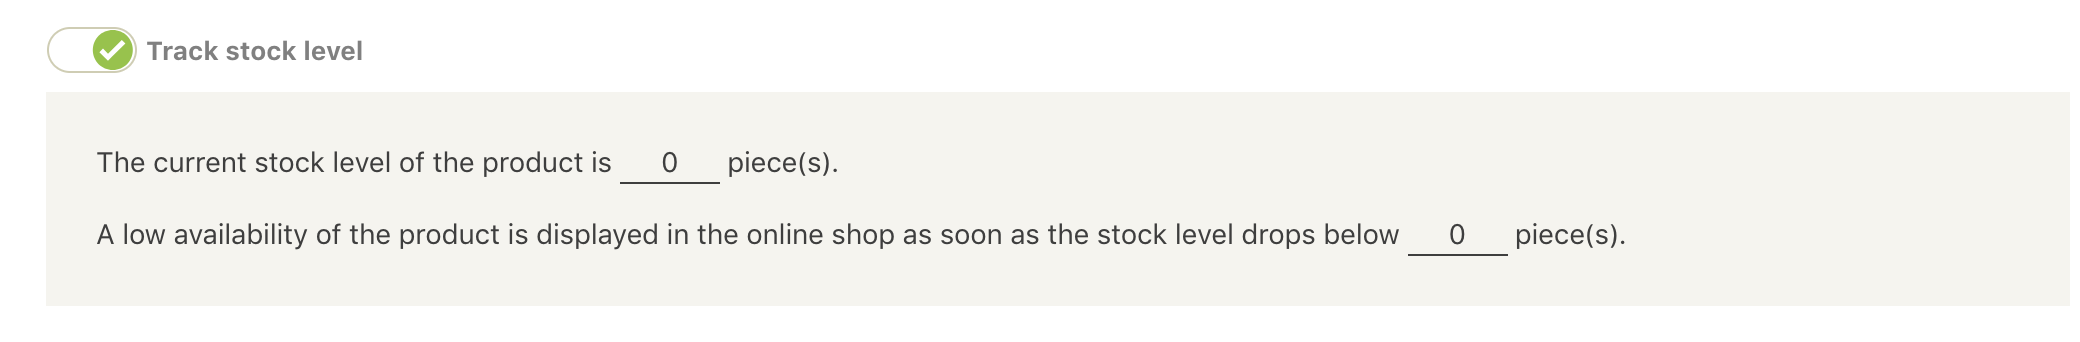 Track stock level
The current stock level of the product is 0 piece(s).
A low availability of the product is displayed in the online shop as soon as the stock level drops below 0 piece(s).